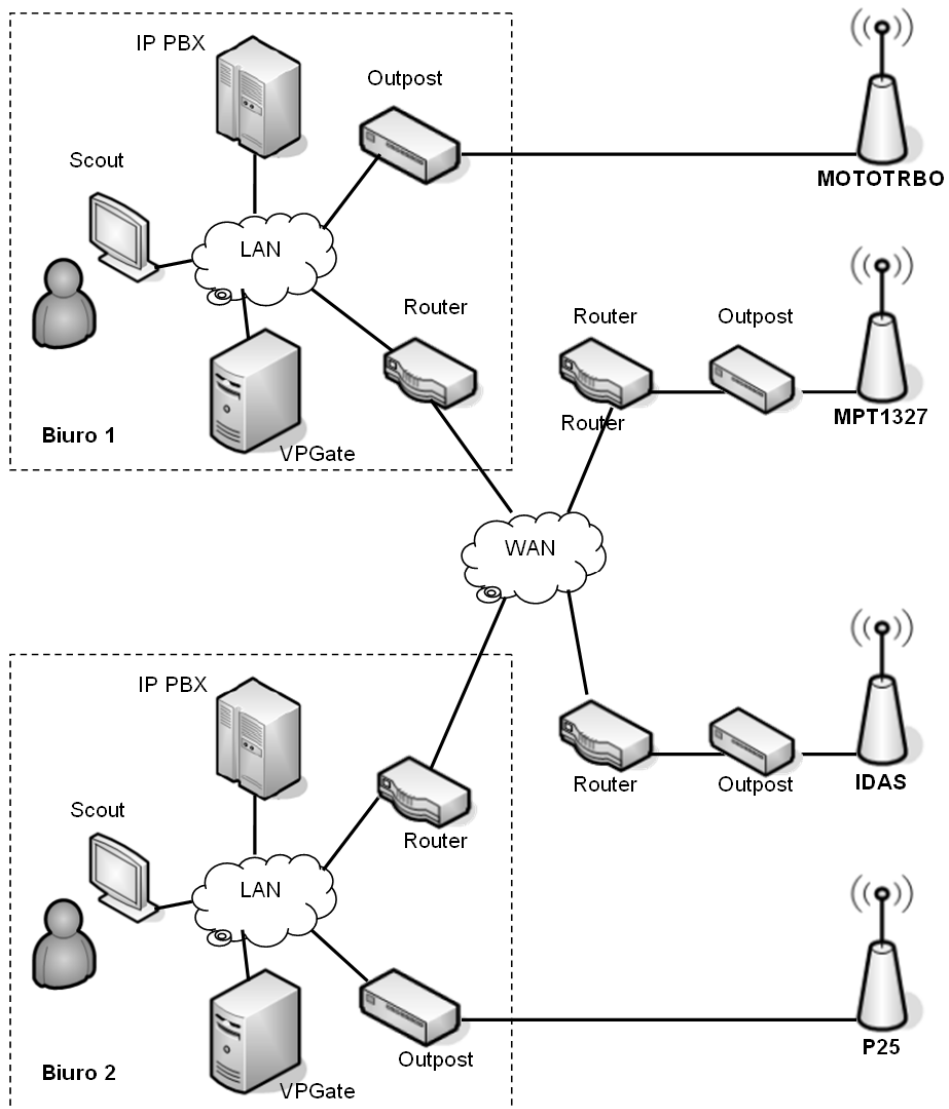 IP PBX
Outpost
Scout
MOTOTRBO
LAN
Router
Router
Outpost
Router
MPT1327
Biuro 1
VPGate
WAN
IP PBX
Scout
Router
Router
Outpost
IDAS
LAN
Biuro 2
VPGate
Outpost
P25